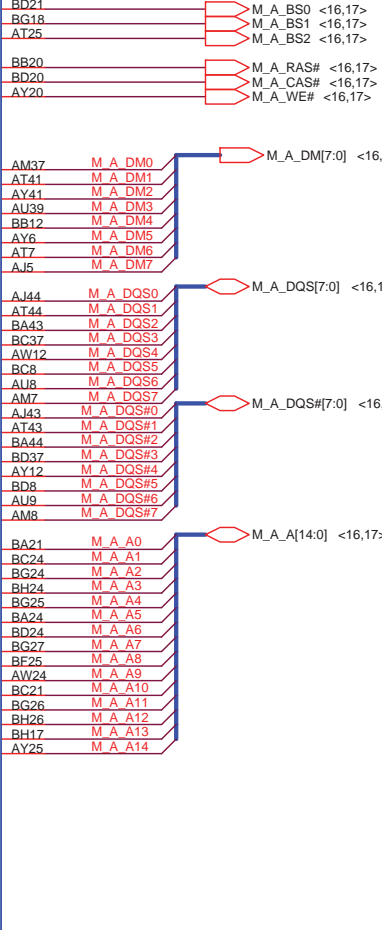 BD21 M_A_BS0 <16,17>
BG18 M_A_BS1 <16,17>
AT25 M_A_BS2 <16,17>
BB20 M_A_RAS# <16,17>
BD20 M_A_CAS# <16,17>
AY20 M_A_WE# <16,17>
M_A_DM[7:0] <16,
AM37 M_A_DM0
AT41 M_A_DM1
AY41 M_A_DM2
AU39 M_A_DM3
BB12 M_A_DM4
AY6 M_A_DM5
AT7 M_A_DM6
AJ5 M_A_DM7
M_A_DQS[7:0] <16,1
AJ44 M_A_DQS0
AT44 M_A_DQS1
BA43 M_A_DQS2
BC37 M_A_DQS3
AW12 M_A_DQS4
BC8 M_A_DQS5
AU8 M_A_DQS6
AM7 M_A_DQS7
M_A_DQS#[7:0] <16,
AJ43 M_A_DQS#0
AT43 M_A_DQS#1
BA44 M_A_DQS#2
BD37 M_A_DQS#3
AY12 M_A_DQS#4
BD8 M_A_DQS#5
AU9 M_A_DQS#6
AM8 M_A_DQS#7
M_A_A[14:0] <16,17>
BA21 M_A_A0
BC24 M_A_A1
BG24 M_A_A2
BH24 M_A_A3
BG25 M_A_A4
BA24 M_A_A5
BD24 M_A_A6
BG27 M_A_A7
BF25 M_A_A8
AW24 M_A_A9
BC21 M_A_A10
BG26 M_A_A11
BH26 M_A_A12
BH17 M_A_A13
AY25 M_A_A14